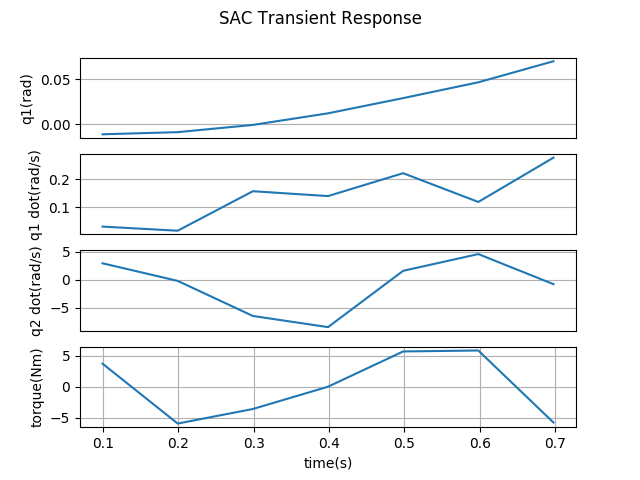 SAC Transient Response
q1(rad)
0.05
0.00
q1 dot(rad/s)
0.2
0.1
q2 dot(rad/s)
5
0
−5
torque(Nm)
5
0
−5
0.1 0.2 0.3 0.4 0.5 0.6 0.7
time(s)